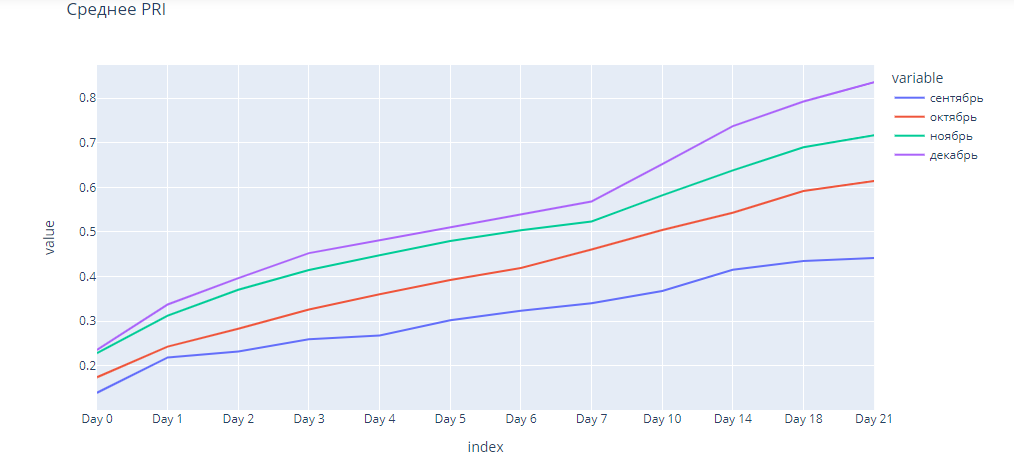 Среднее PRI
variable
сентябрь
октябрь
ноябрь
декабрь
value
0.8
0.7
0.6
0.5
0.4
0.3
0.2
Day 0 Day 1 Day 2 Day 3 Day 4 Day 5 Day 6 Day 7 Day 10 Day 14 Day 18 Day 21
index